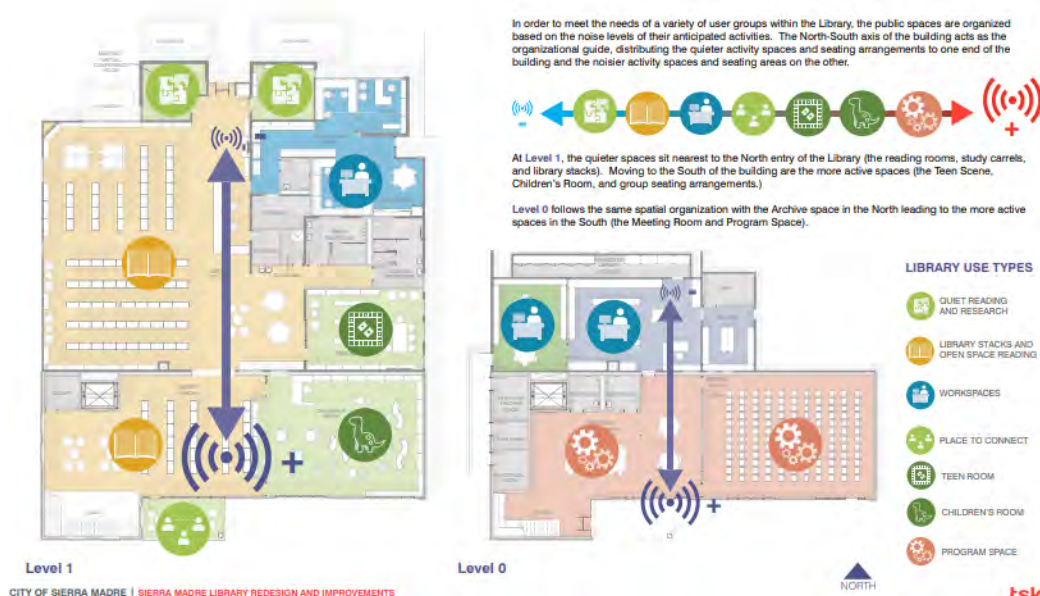 In order to meet the needs of a variety of user groups within the Library, the public spaces are organized
based on the noise levels of their anticipated activities. The North-South axis of the building acts as the
organizational guide, distributing the quieter activity spaces and seating arrangements to one end of the
building and the noisier activity spaces and seating areas on the other.
+
At Level 1, the quieter spaces sit nearest to the North entry of the Library (the reading rooms, study carrels,
and library stacks). Moving to the South of the building are the more active spaces (the Teen Scene,
Children's Room, and group seating arrangements.)
Level 0 follows the same spatial organization with the Archive space in the North leading to the more active
spaces in the South (the Meeting Room and Program Space).
LIBRARY USE TYPES
QUIET READING
AND RESEARCH
LIBRARY STACKS AND
OPEN SPACE READING
WORKSPACES
PLACE TO CONNECT
TEEN ROOM
CHILDREN'S ROOM
PROGRAM SPACE
+
+
Level 1
Level 0
NORTH
CITY OF SIERRA MADRE | SIERRA MADRE LIBRARY REDESIGN AND IMPROVEMENTS
tsk